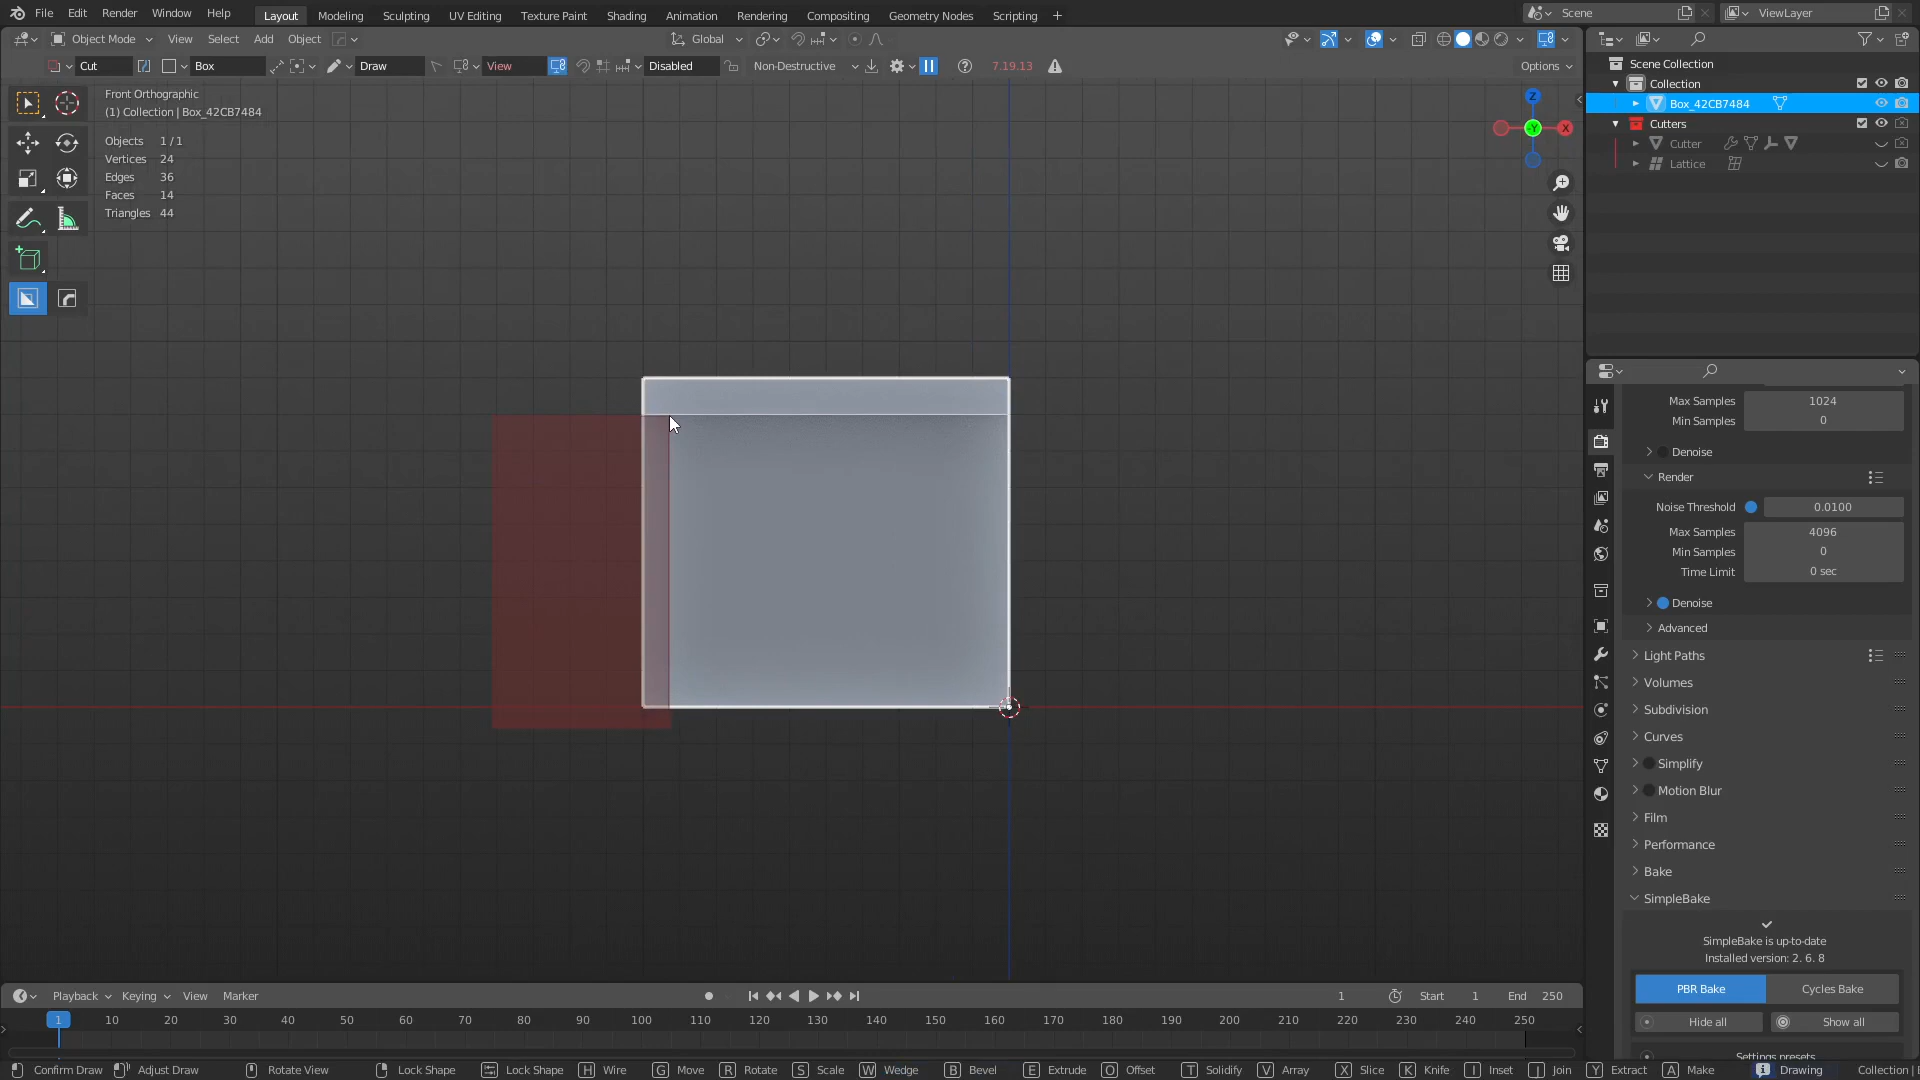 File Edit Render Window Help Layout Modeling Sculpting UV Editing Texture Paint Shading Animation Rendering Compositing Geometry Nodes Scripting + Scene ViewLayer
Object Mode View Select Add Object Global
Cut Box Draw View Disabled Non-Destructive 7.19.13 Options
Front Orthographic
(1) Collection | Box_42CB7484
Objects 1 / 1
Vertices 24
Edges 36
Faces 14
Triangles 44
Z
X
Y
Scene Collection
Collection
Box_42CB7484
Cutters
Cutter
Lattice
Max Samples 1024
Min Samples 0
Denoise
Render
Noise Threshold 0.0100
Max Samples 4096
Min Samples 0
Time Limit 0 sec
Denoise
Advanced
Light Paths
Volumes
Subdivision
Curves
Simplify
Motion Blur
Film
Performance
Bake
SimpleBake
SimpleBake is up-to-date
Installed version: 2. 6. 8
PBR Bake Cycles Bake
Hide all Show all
Settings presets
Playback Keying View Marker 1 Start 1 End 250
1 10 20 30 40 50 60 70 80 90 100 110 120 130 140 150 160 170 180 190 200 210 220 230 240 250
Confirm Draw Adjust Draw Rotate View Lock Shape Lock Shape H Wire G Move R Rotate S Scale W Wedge B Bevel E Extrude O Offset T Solidify V Array X Slice K Knife I Inset J Join Y Extract A Make Drawing Collection |